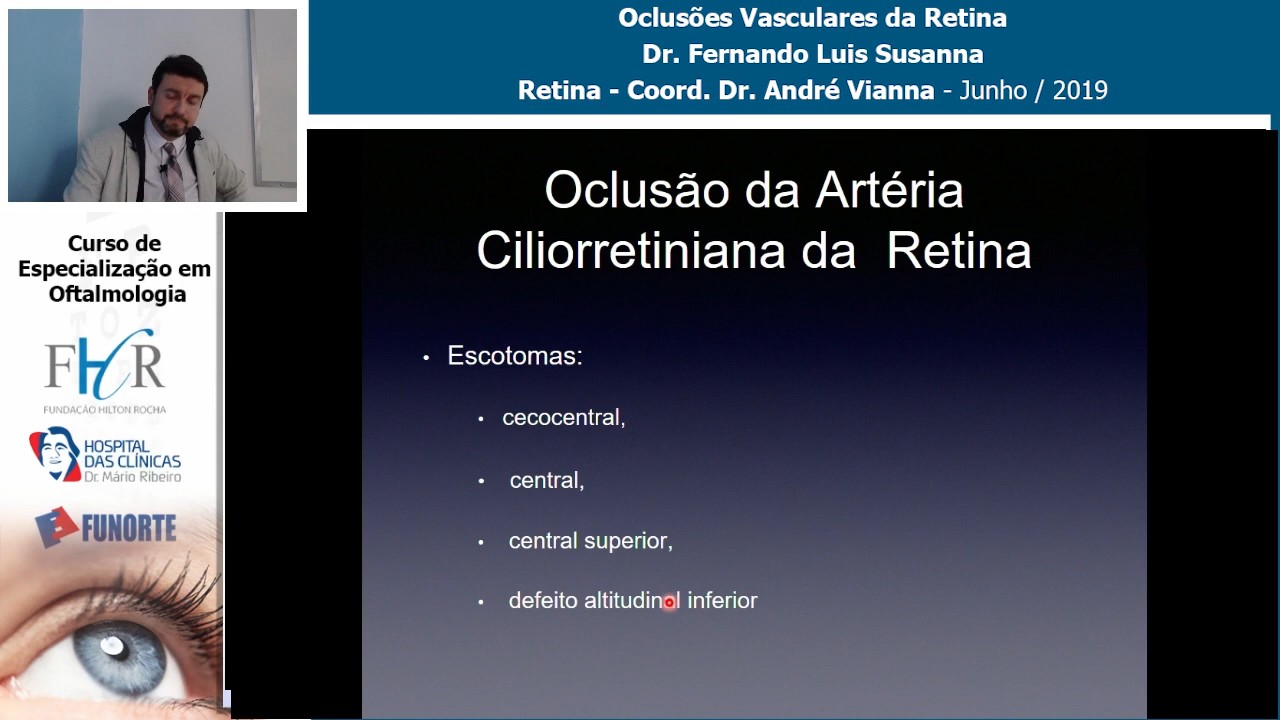 Oclusões Vasculares da Retina
Dr. Fernando Luis Susanna
Retina - Coord. Dr. André Vianna - Junho / 2019
Curso de
Especialização em
Oftalmologia
FHR
FUNDAÇÃO HILTON ROCHA
HOSPITAL
DAS CLÍNICAS
Dr. Mário Ribeiro
FUNORTE
Oclusão da Artéria
Ciliorretiniana da Retina
• Escotomas:
• cecocentral,
• central,
• central superior,
• defeito altitudinal inferior